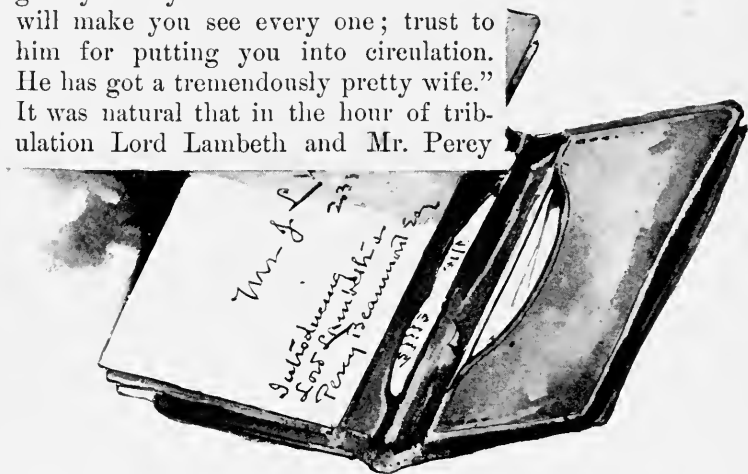 will make you see every one; trust to
him for putting you into circulation.
He has got a tremendously pretty wife.”
It was natural that in the hour of trib-
ulation Lord Lambeth and Mr. Percy
Mr J
Introducing
Lord Lambeth &
Percy Beaumont Esq